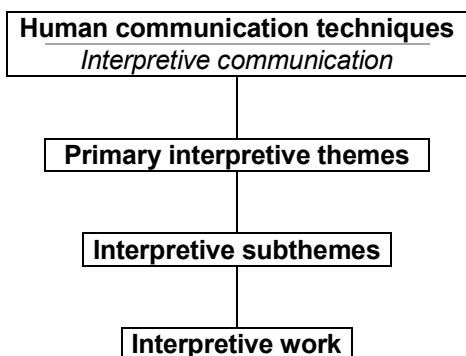 Human communication techniques
Interpretive communication
Primary interpretive themes
Interpretive subthemes
Interpretive work